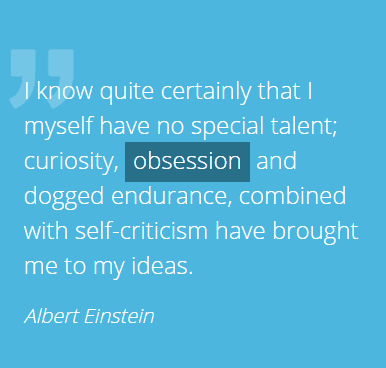 I know quite certainly that I
myself have no special talent;
curiosity, obsession and
dogged endurance, combined
with self-criticism have brought
me to my ideas.
Albert Einstein